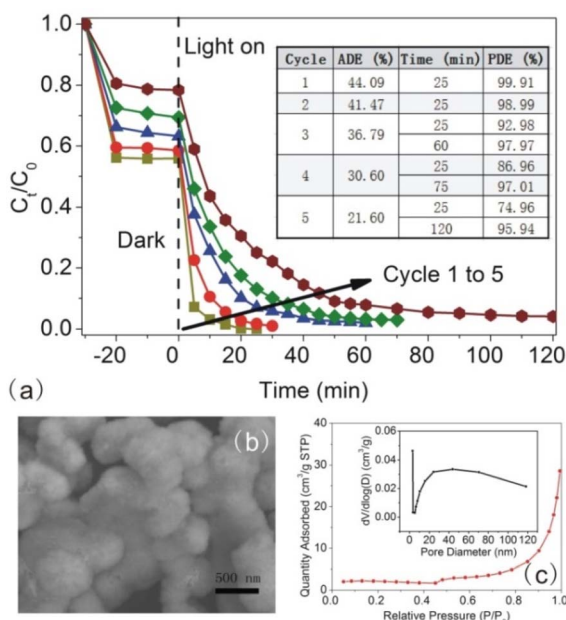 1.0
0.8
0.6
0.4
0.2
0.0
Cₜ/C₀
Light on
Dark
Cycle ADE (%) Time (min) PDE (%)
1 44.09 25 99.91
2 41.47 25 98.99
3 36.79 25 92.98
60 97.97
4 30.60 25 86.96
75 97.01
5 21.60 25 74.96
120 95.94
Cycle 1 to 5
-20 0 20 40 60 80 100 120
Time (min)
(a)
(b)
500 nm
Quantity Adsorbed (cm³/g STP)
40
30
20
10
0
dV/dlog(D) (cm³/g)
0.06
0.04
0.02
0.00
0 20 40 60 80 100 120
Pore Diameter (nm)
(c)
0.0 0.2 0.4 0.6 0.8 1.0
Relative Pressure (P/P₀)